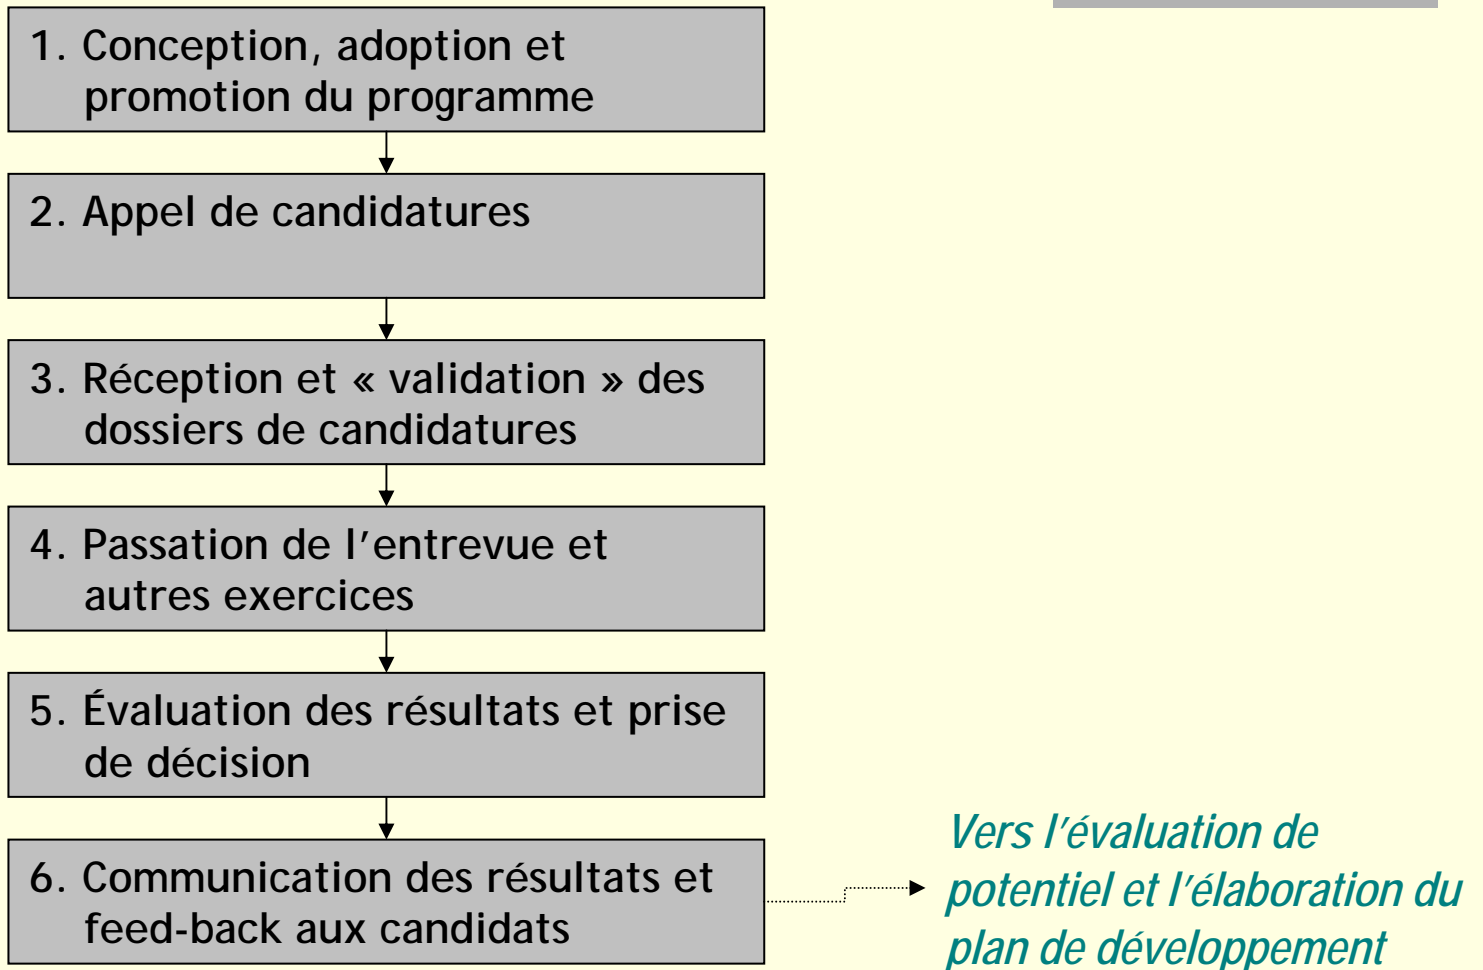 1. Conception, adoption et
promotion du programme
2. Appel de candidatures
3. Réception et « validation » des
dossiers de candidatures
4. Passation de l'entrevue et
autres exercices
5. Évaluation des résultats et prise
de décision
6. Communication des résultats et
feed-back aux candidats
Vers l'évaluation de
potentiel et l'élaboration du
plan de développement